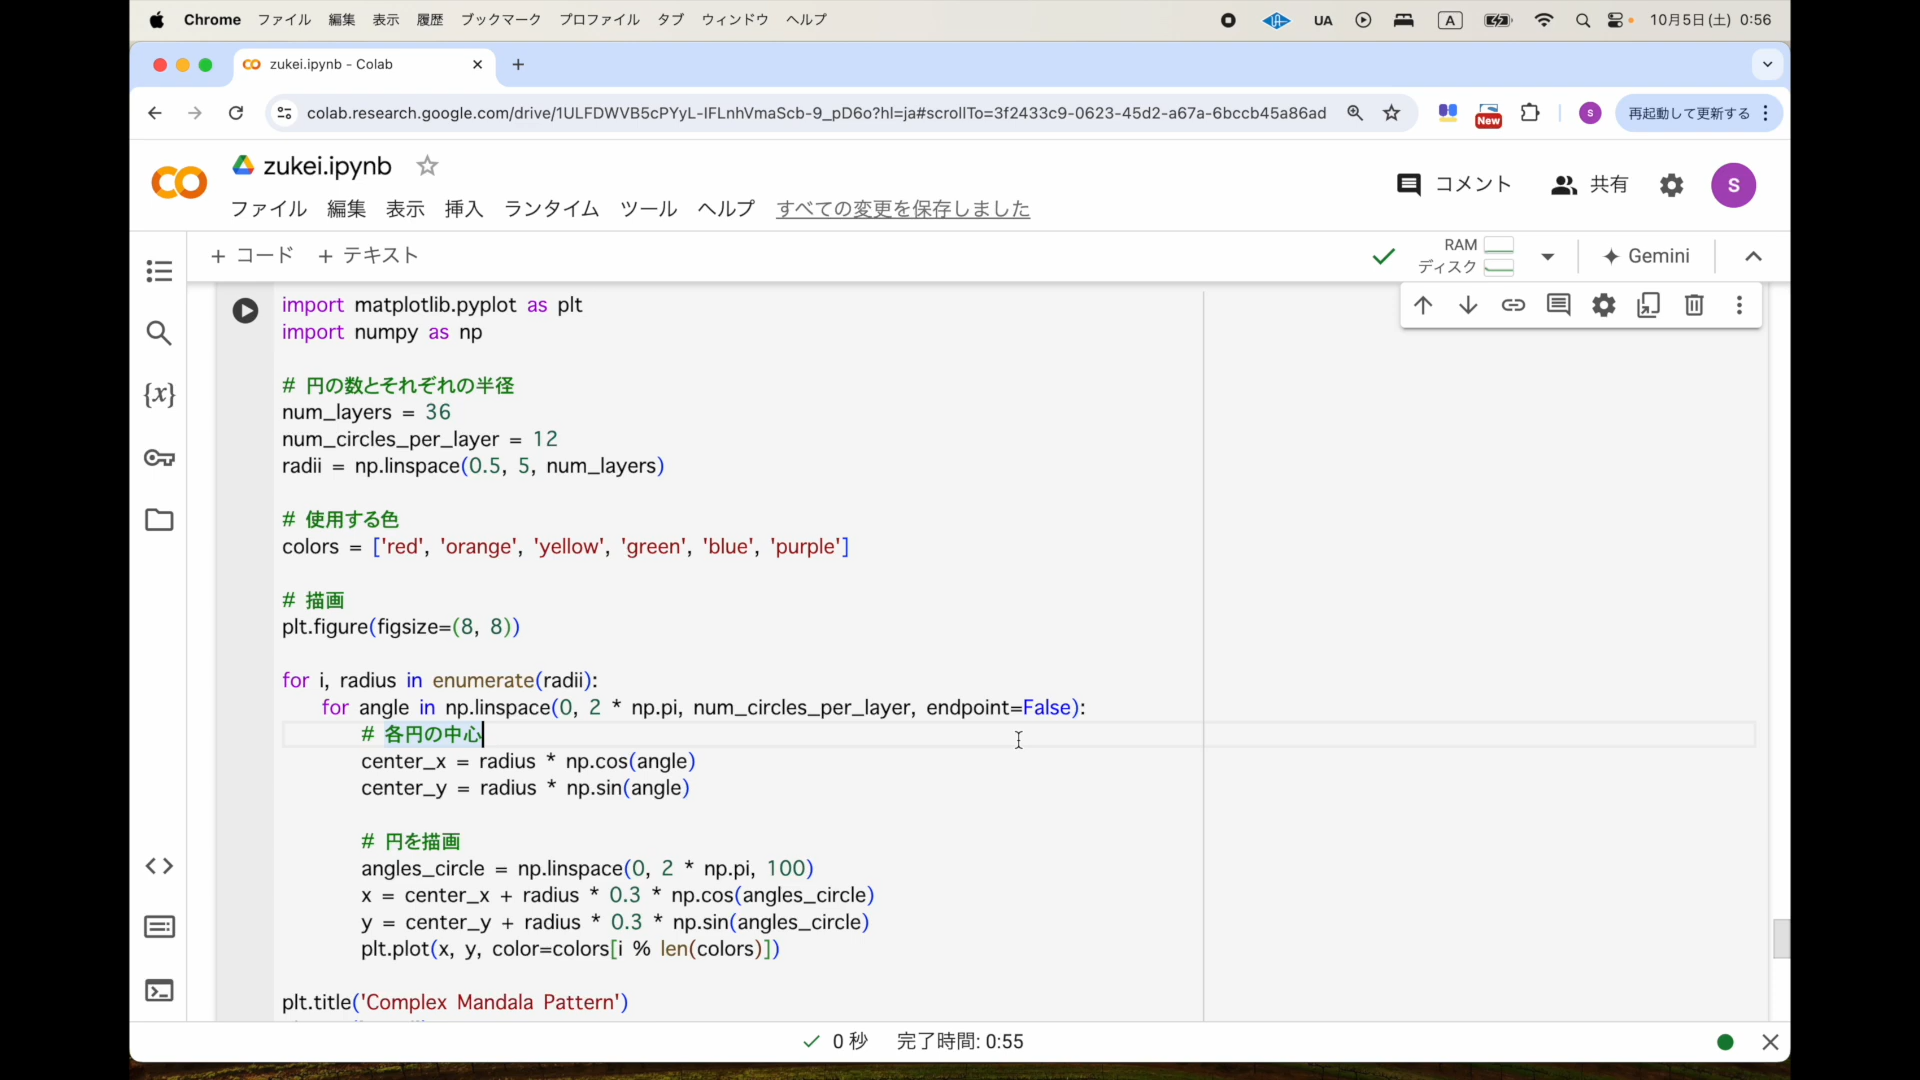 Chrome ファイル 編集 表示 履歴 ブックマーク プロファイル タブ ウィンドウ ヘルプ UA A 10月5日(土) 0:56
zukei.ipynb - Colab
colab.research.google.com/drive/1ULFDWVB5cPYyL-IFLnhVmaScb-9_pD6o?hl=ja#scrollTo=3f2433c9-0623-45d2-a67a-6bccb45a86ad New S 再起動して更新する
zukei.ipynb
コメント 共有 S
ファイル 編集 表示 挿入 ランタイム ツール ヘルプ すべての変更を保存しました
+ コード + テキスト RAM ディスク Gemini
import matplotlib.pyplot as plt
import numpy as np
# 円の数とそれぞれの半径
num_layers = 36
num_circles_per_layer = 12
radii = np.linspace(0.5, 5, num_layers)
# 使用する色
colors = ['red', 'orange', 'yellow', 'green', 'blue', 'purple']
# 描画
plt.figure(figsize=(8, 8))
for i, radius in enumerate(radii):
for angle in np.linspace(0, 2 * np.pi, num_circles_per_layer, endpoint=False):
# 各円の中心
center_x = radius * np.cos(angle)
center_y = radius * np.sin(angle)
# 円を描画
angles_circle = np.linspace(0, 2 * np.pi, 100)
x = center_x + radius * 0.3 * np.cos(angles_circle)
y = center_y + radius * 0.3 * np.sin(angles_circle)
plt.plot(x, y, color=colors[i % len(colors)])
plt.title('Complex Mandala Pattern')
0 秒 完了時間: 0:55